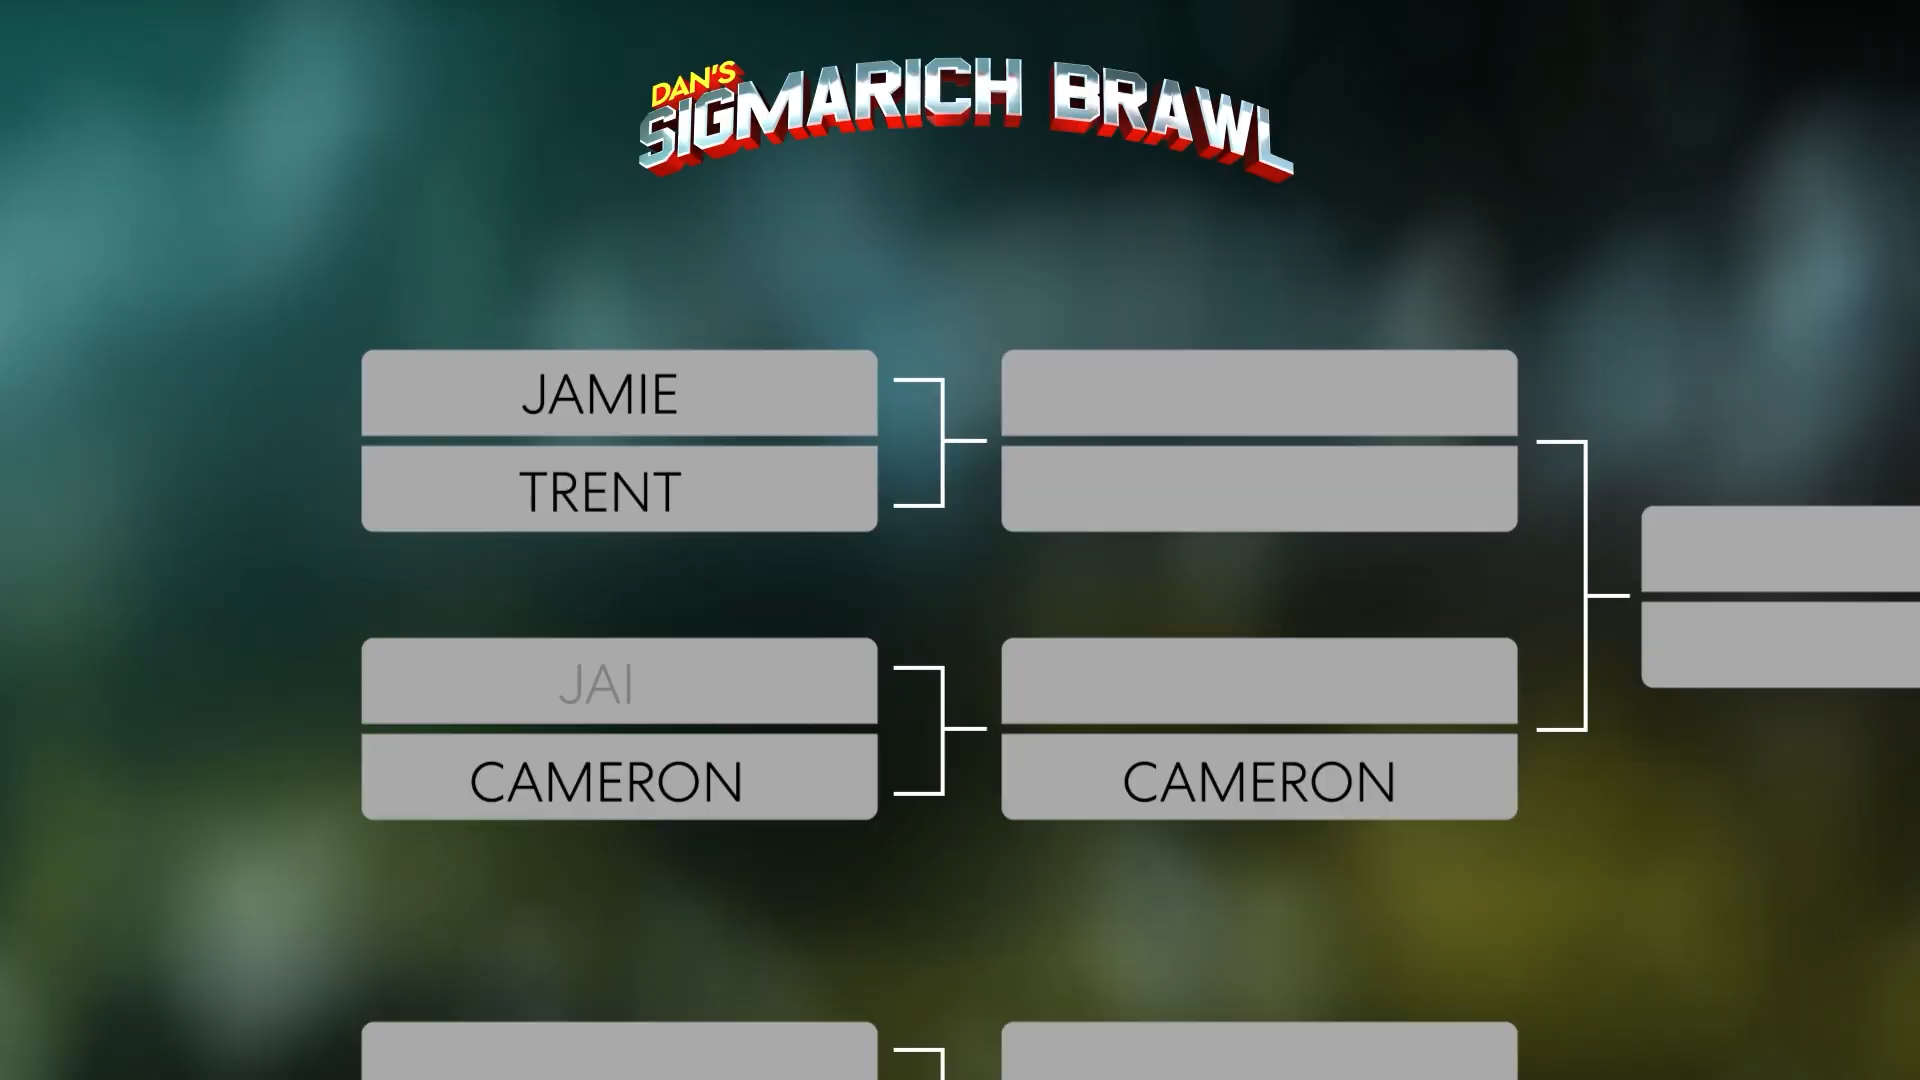 DAN'S
SIGMARICH BRAWL
JAMIE
TRENT
JAI
CAMERON
CAMERON